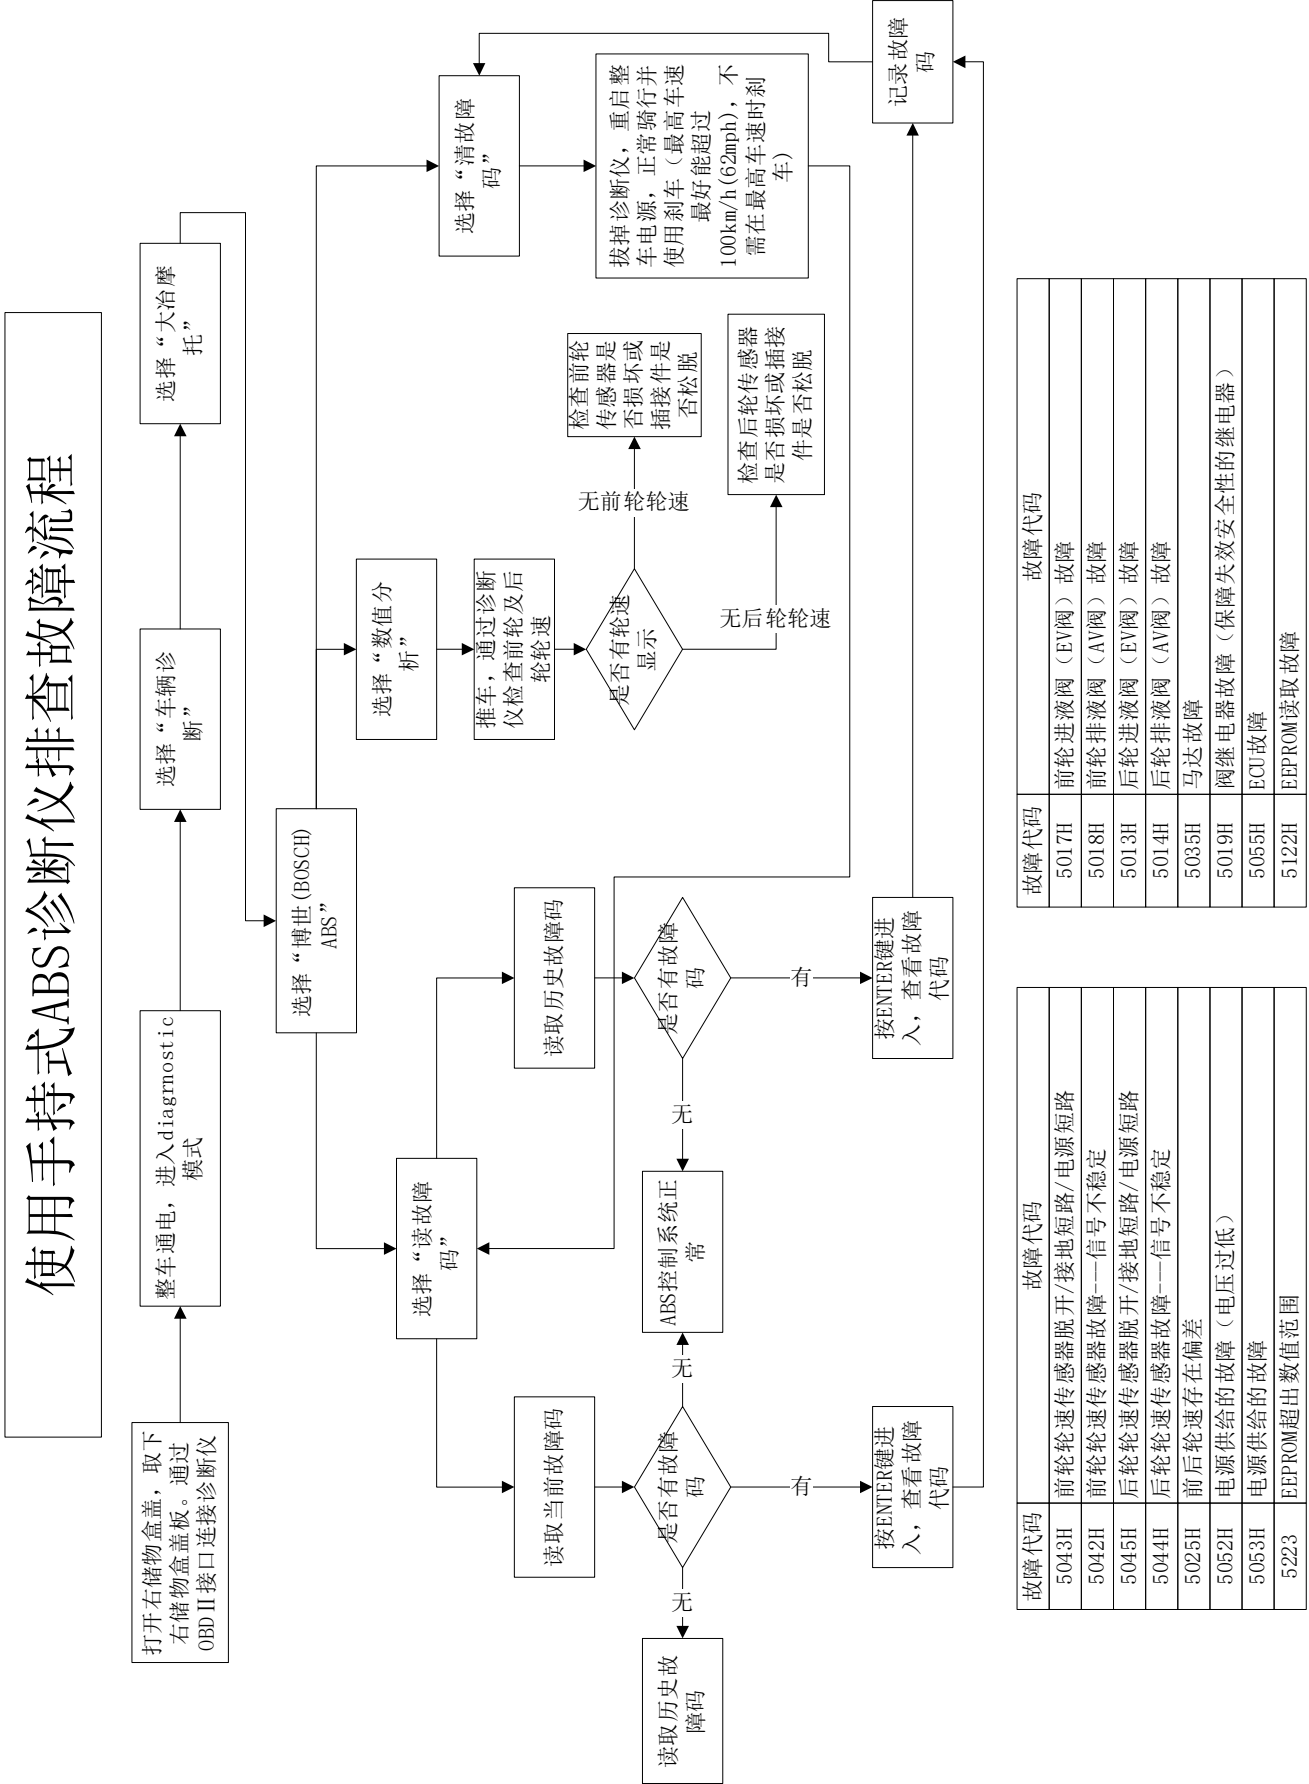 使用手持式ABS诊断仪排查故障流程
打开右储物盒盖，取下
右储物盒盖板。通过
OBDⅡ接口连接诊断仪
整车通电，进入diagrnostic
模式
选择“车辆诊
断”
选择“大冶摩
托”
选择“博世(BOSCH)
ABS”
选择“读故障
码”
选择“数值分
析”
选择“清故障
码”
读取当前故障码
读取历史故障码
推车，通过诊断
仪检查前轮及后
轮轮速
拔掉诊断仪，重启整
车电源，正常骑行并
使用刹车（最高车速
最好能超过
100km/h(62mph)，不
需在最高车速时刹
车）
是否有轮速
显示
无前轮轮速
检查前轮
传感器是
否损坏或
插接件是
否松脱
无后轮轮速
检查后轮传感器
是否损坏或插接
件是否松脱
读取历史故
障码
无
是否有故障
码
无
ABS控制系统正
常
无
是否有故障
码
有
有
按ENTER键进
入，查看故障
代码
按ENTER键进
入，查看故障
代码
记录故障
码
故障代码 故障代码
5043H 前轮轮速传感器脱开/接地短路/电源短路
5042H 前轮轮速传感器故障---信号不稳定
5045H 后轮轮速传感器脱开/接地短路/电源短路
5044H 后轮轮速传感器故障---信号不稳定
5025H 前后轮速存在偏差
5052H 电源供给的故障（电压过低）
5053H 电源供给的故障
5223 EEPROM超出数值范围
故障代码 故障代码
5017H 前轮进液阀（EV阀）故障
5018H 前轮排液阀（AV阀）故障
5013H 后轮进液阀（EV阀）故障
5014H 后轮排液阀（AV阀）故障
5035H 马达故障
5019H 阀继电器故障（保障失效安全性的继电器）
5055H ECU故障
5122H EEPROM读取故障